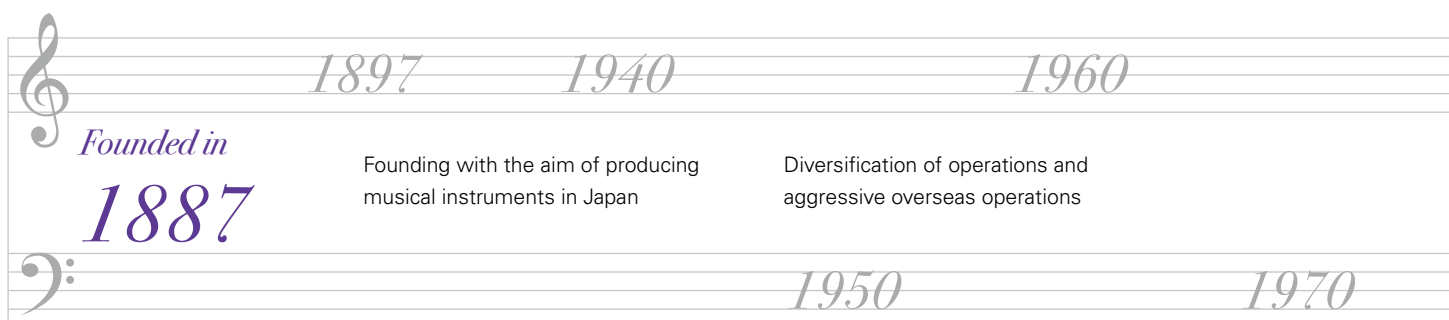 1897
1940
1960
Founded in
1887
Founding with the aim of producing
musical instruments in Japan
Diversification of operations and
aggressive overseas operations
1950
1970